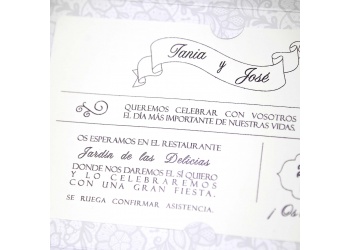 Tania y José
QUEREMOS CELEBRAR CON VOSOTROS
EL DÍA MÁS IMPORTANTE DE NUESTRAS VIDAS.
OS ESPERAMOS EN EL RESTAURANTE
Jardín de las Delicias
DONDE NOS DAREMOS EL SÍ QUIERO
Y LO CELEBRAREMOS
CON UNA GRAN FIESTA.
SE RUEGA CONFIRMAR ASISTENCIA.
¡Os